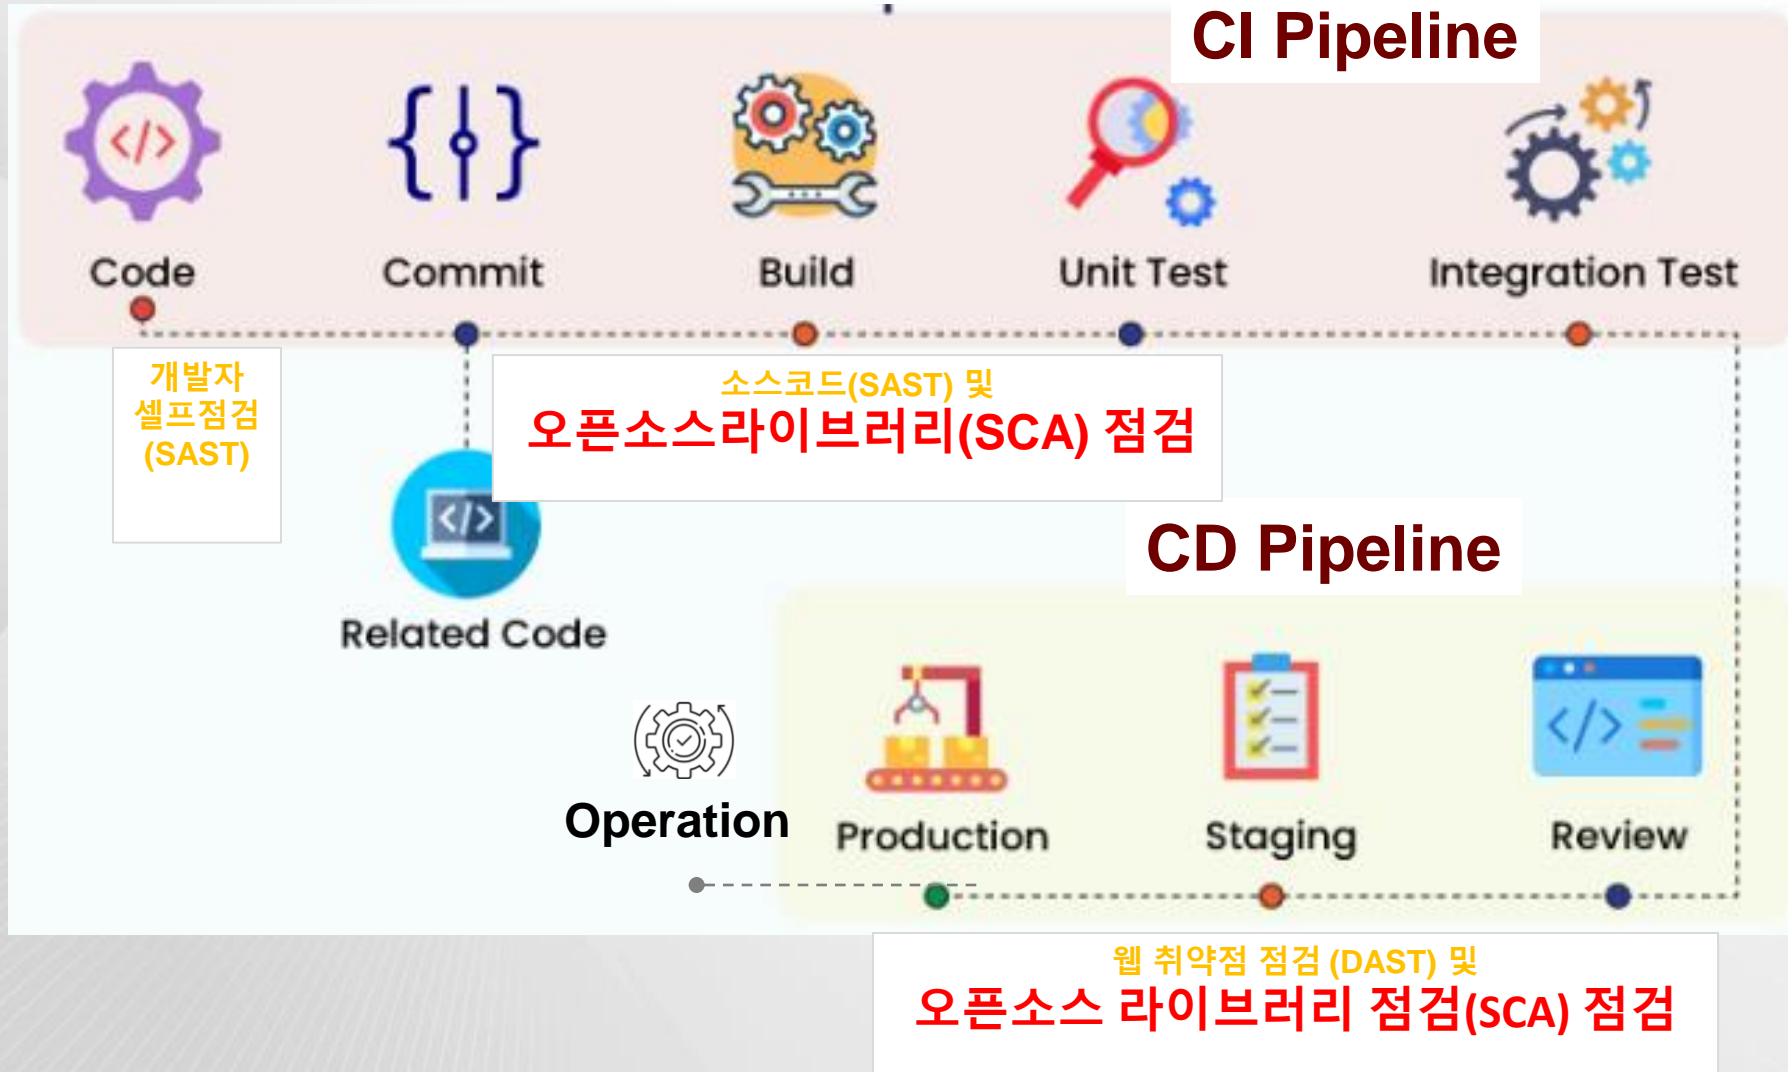 CI Pipeline
</>
Code
Commit
Build
Unit Test
Integration Test
개발자
셀프점검
(SAST)
소스코드(SAST) 및
오픈소스라이브러리(SCA) 점검
</>
Related Code
CD Pipeline
Operation
Production
Staging
</>
Review
웹 취약점 점검 (DAST) 및
오픈소스 라이브러리 점검(SCA) 점검